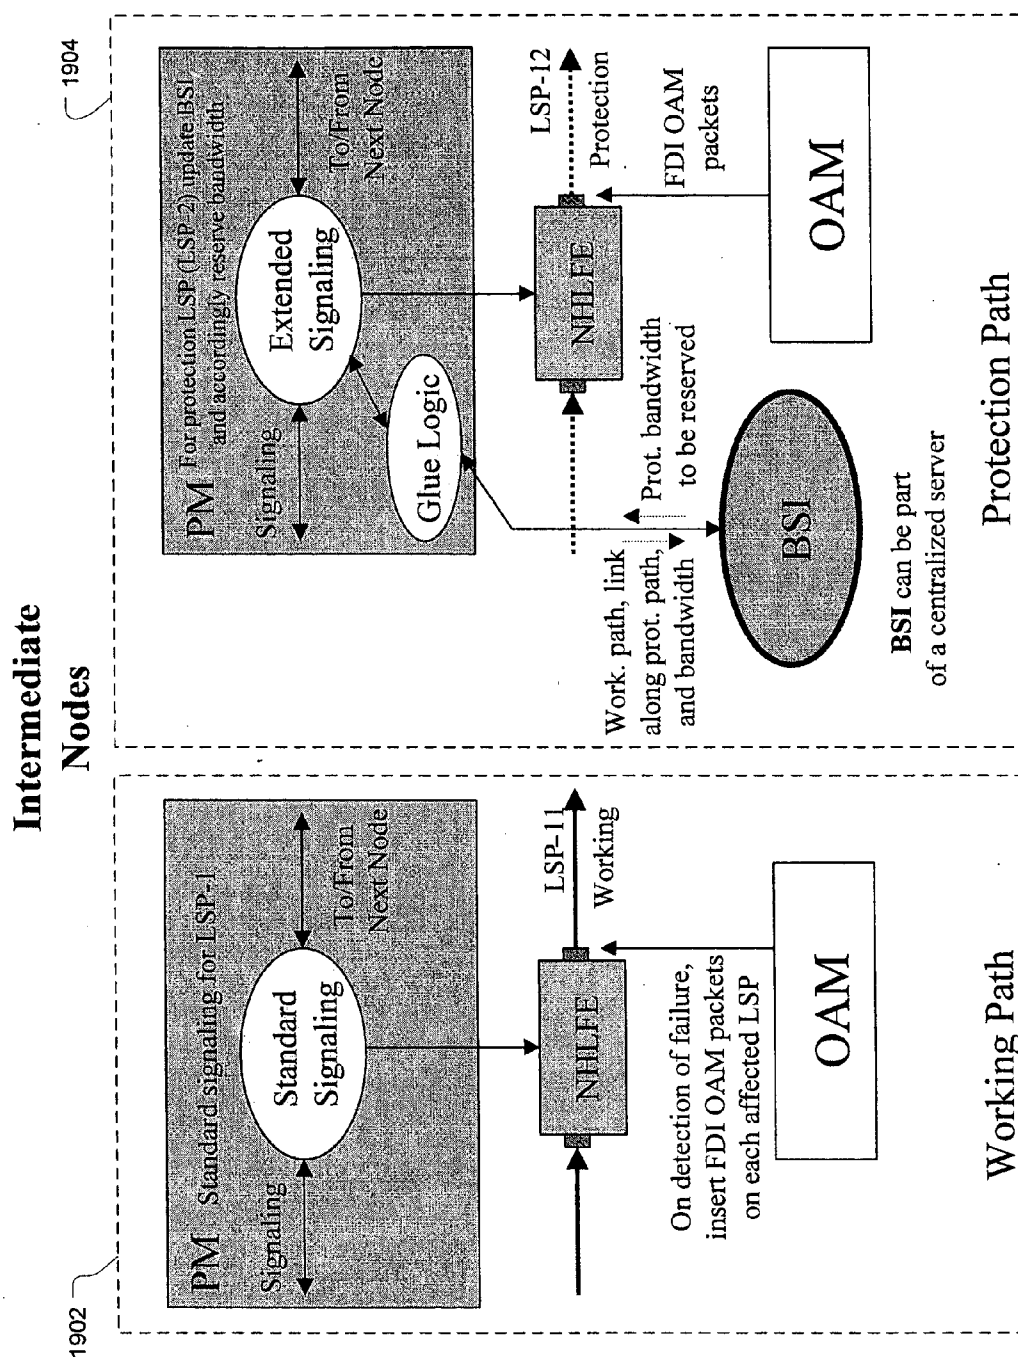 Intermediate
Nodes
1902
PM Standard signaling for LSP-1
Signaling
Standard
Signaling
To/From
Next Node
NHLFE
LSP-11
Working
On detection of failure,
insert FDI OAM packets
on each affected LSP
OAM
Working Path
1904
PM For protection LSP (LSP-2) update BSI
and accordingly reserve bandwidth
Signaling
Extended
Signaling
To/From
Next Node
Glue Logic
NHLFE
LSP-12
Protection
FDI OAM
packets
Work. path, link
along prot. path,
and bandwidth
Prot. bandwidth
to be reserved
BSI
BSI can be part
of a centralized server
OAM
Protection Path